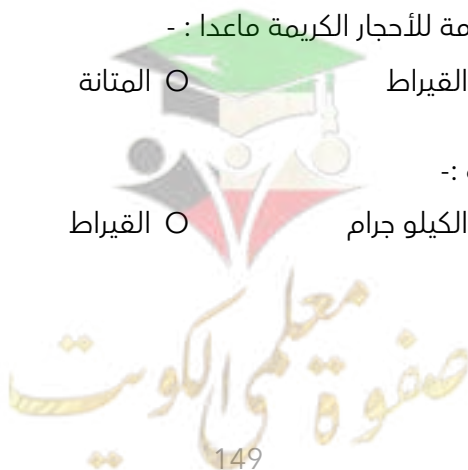 مة للأحجار الكريمة ماعدا : -
القيراط O المتانة
:-
الكيلو جرام O القيراط
صفوة معلمي الكويت
149